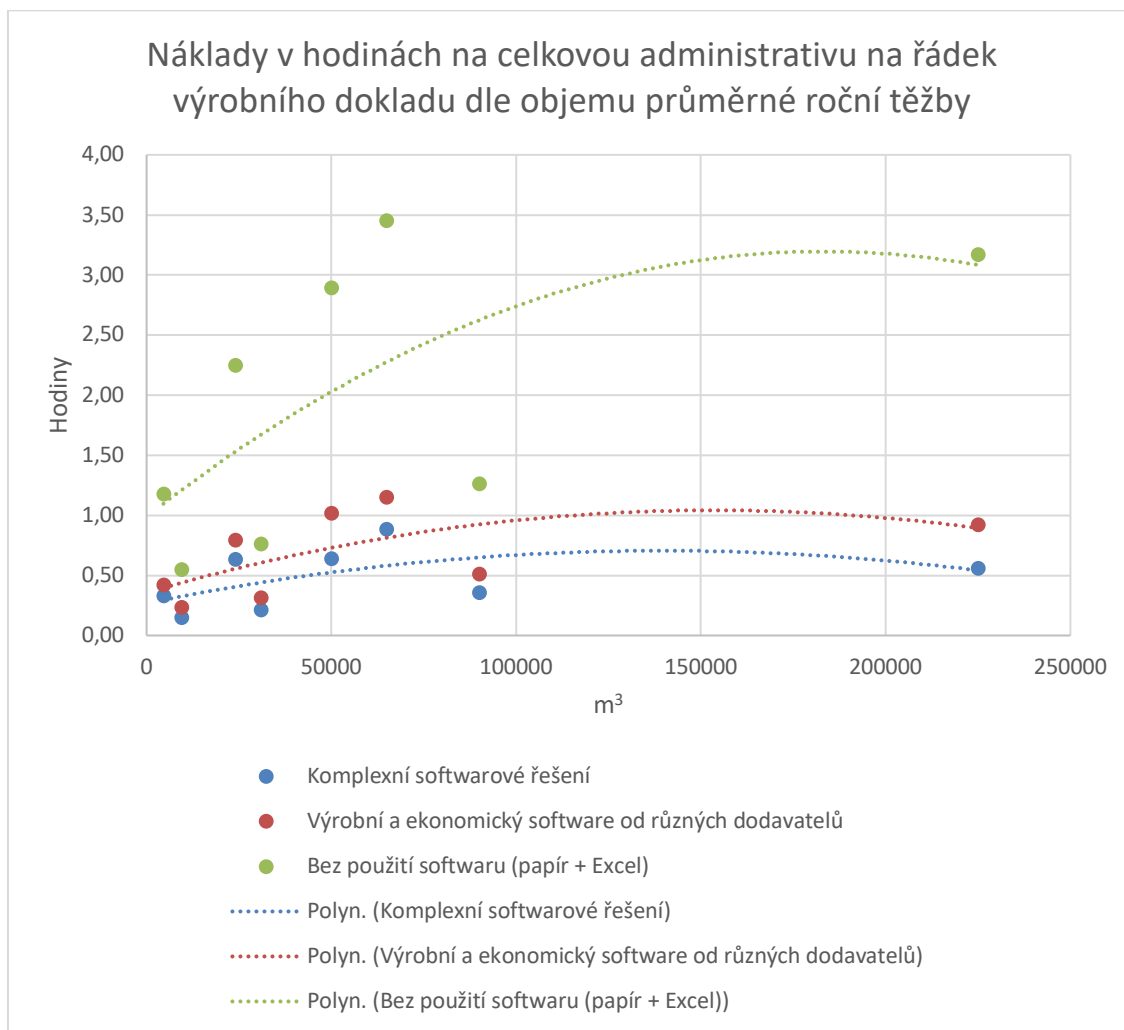 Náklady v hodinách na celkovou administrativu na řádek
výrobního dokladu dle objemu průměrné roční těžby
4,00
3,50
3,00
2,50
2,00
1,50
1,00
0,50
0,00
Hodiny
0 50000 100000 150000 200000 250000
m³
Komplexní softwarové řešení
Výrobní a ekonomický software od různých dodavatelů
Bez použití softwaru (papír + Excel)
Polyn. (Komplexní softwarové řešení)
Polyn. (Výrobní a ekonomický software od různých dodavatelů)
Polyn. (Bez použití softwaru (papír + Excel))